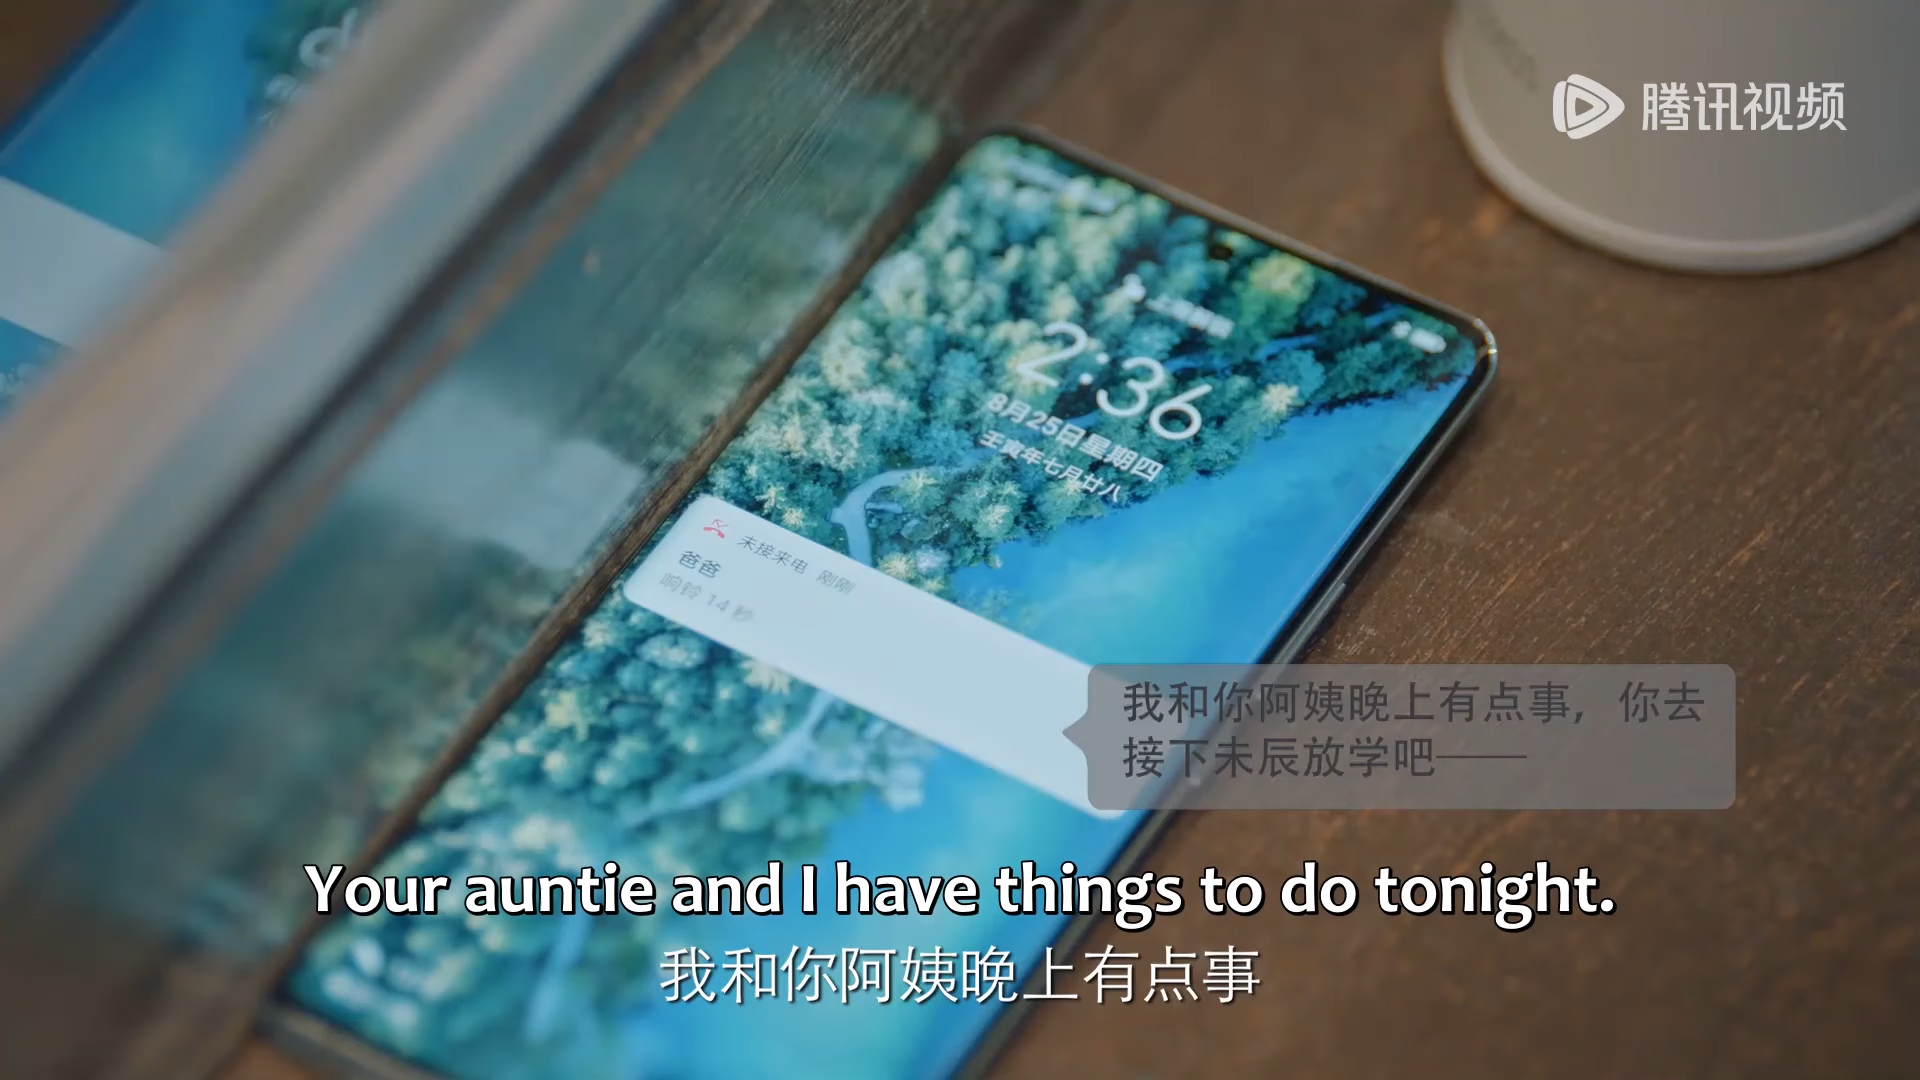 腾讯视频
2:36
8月25日星期四
壬寅年七月廿八
未接来电 刚刚
爸爸
响铃 14 秒
我和你阿姨晚上有点事，你去
接下未辰放学吧——
Your auntie and I have things to do tonight.
我和你阿姨晚上有点事